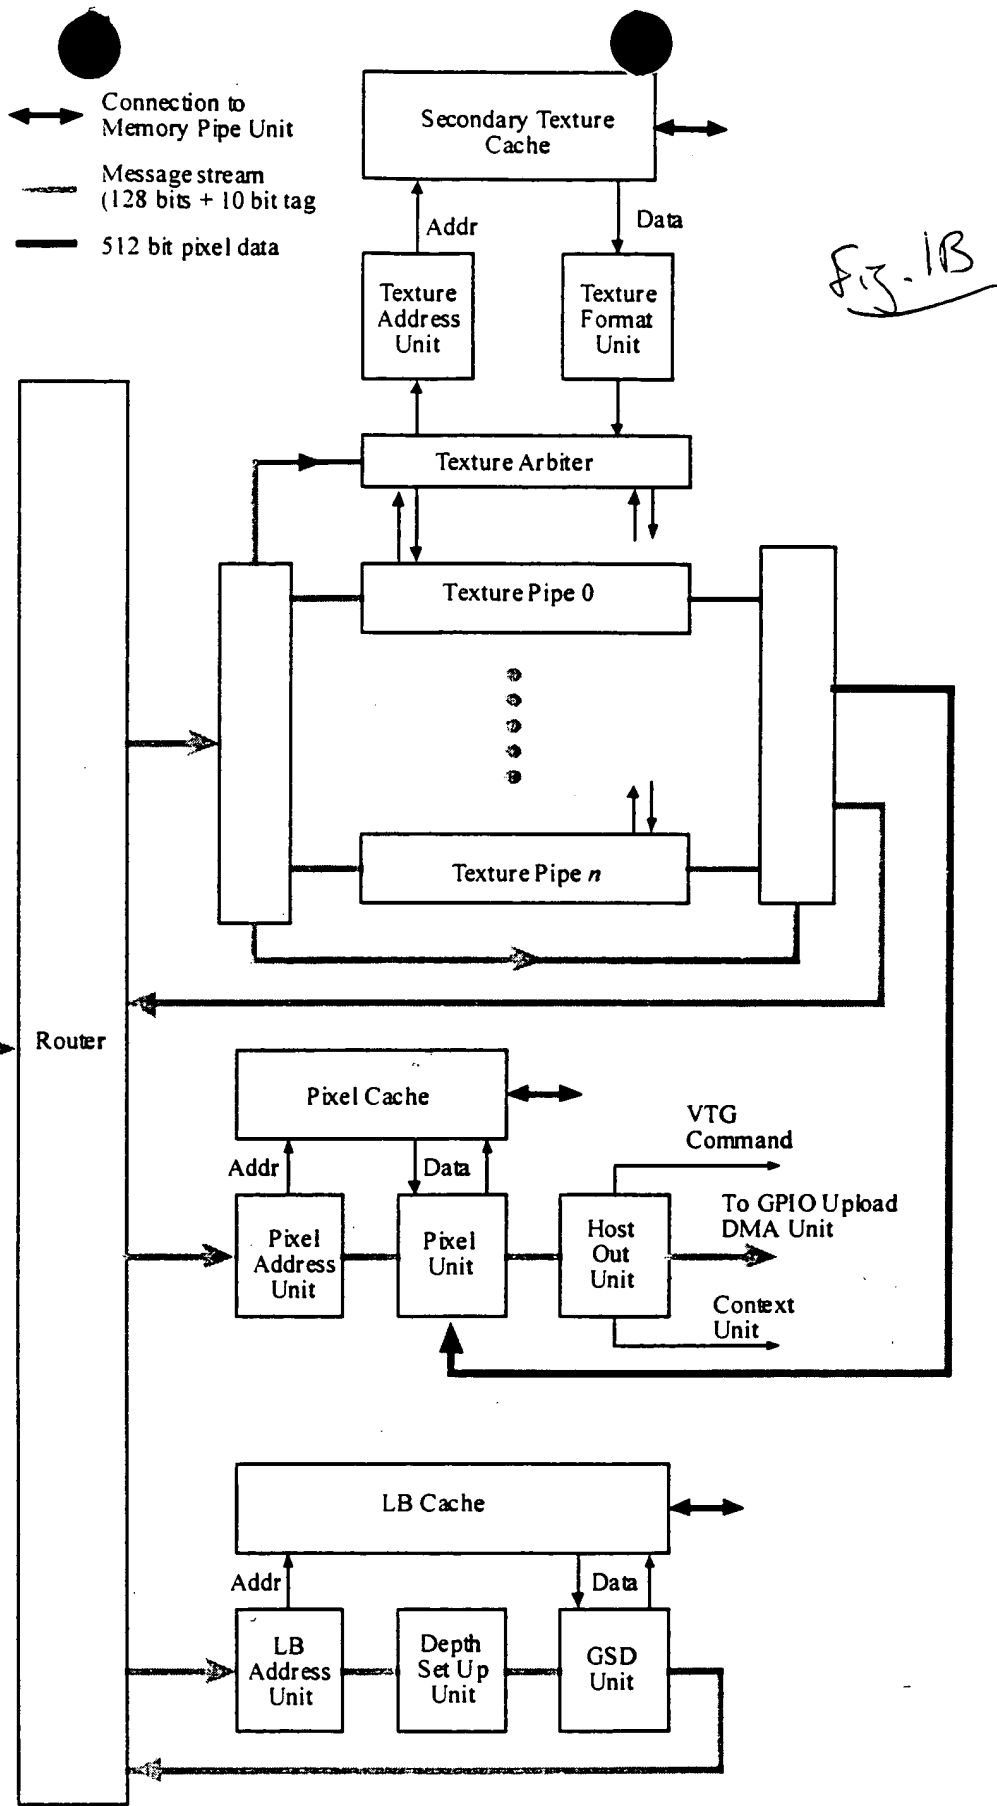 Connection to
Memory Pipe Unit
Message stream
(128 bits + 10 bit tag
512 bit pixel data
Secondary Texture
Cache
Addr
Data
Fig. 1B
Texture
Address
Unit
Texture
Format
Unit
Texture Arbiter
Texture Pipe 0
Texture Pipe n
Router
Pixel Cache
VTG
Command
Addr
Data
To GPIO Upload
DMA Unit
Pixel
Address
Unit
Pixel
Unit
Host
Out
Unit
Context
Unit
LB Cache
Addr
Data
LB
Address
Unit
Depth
Set Up
Unit
GSD
Unit